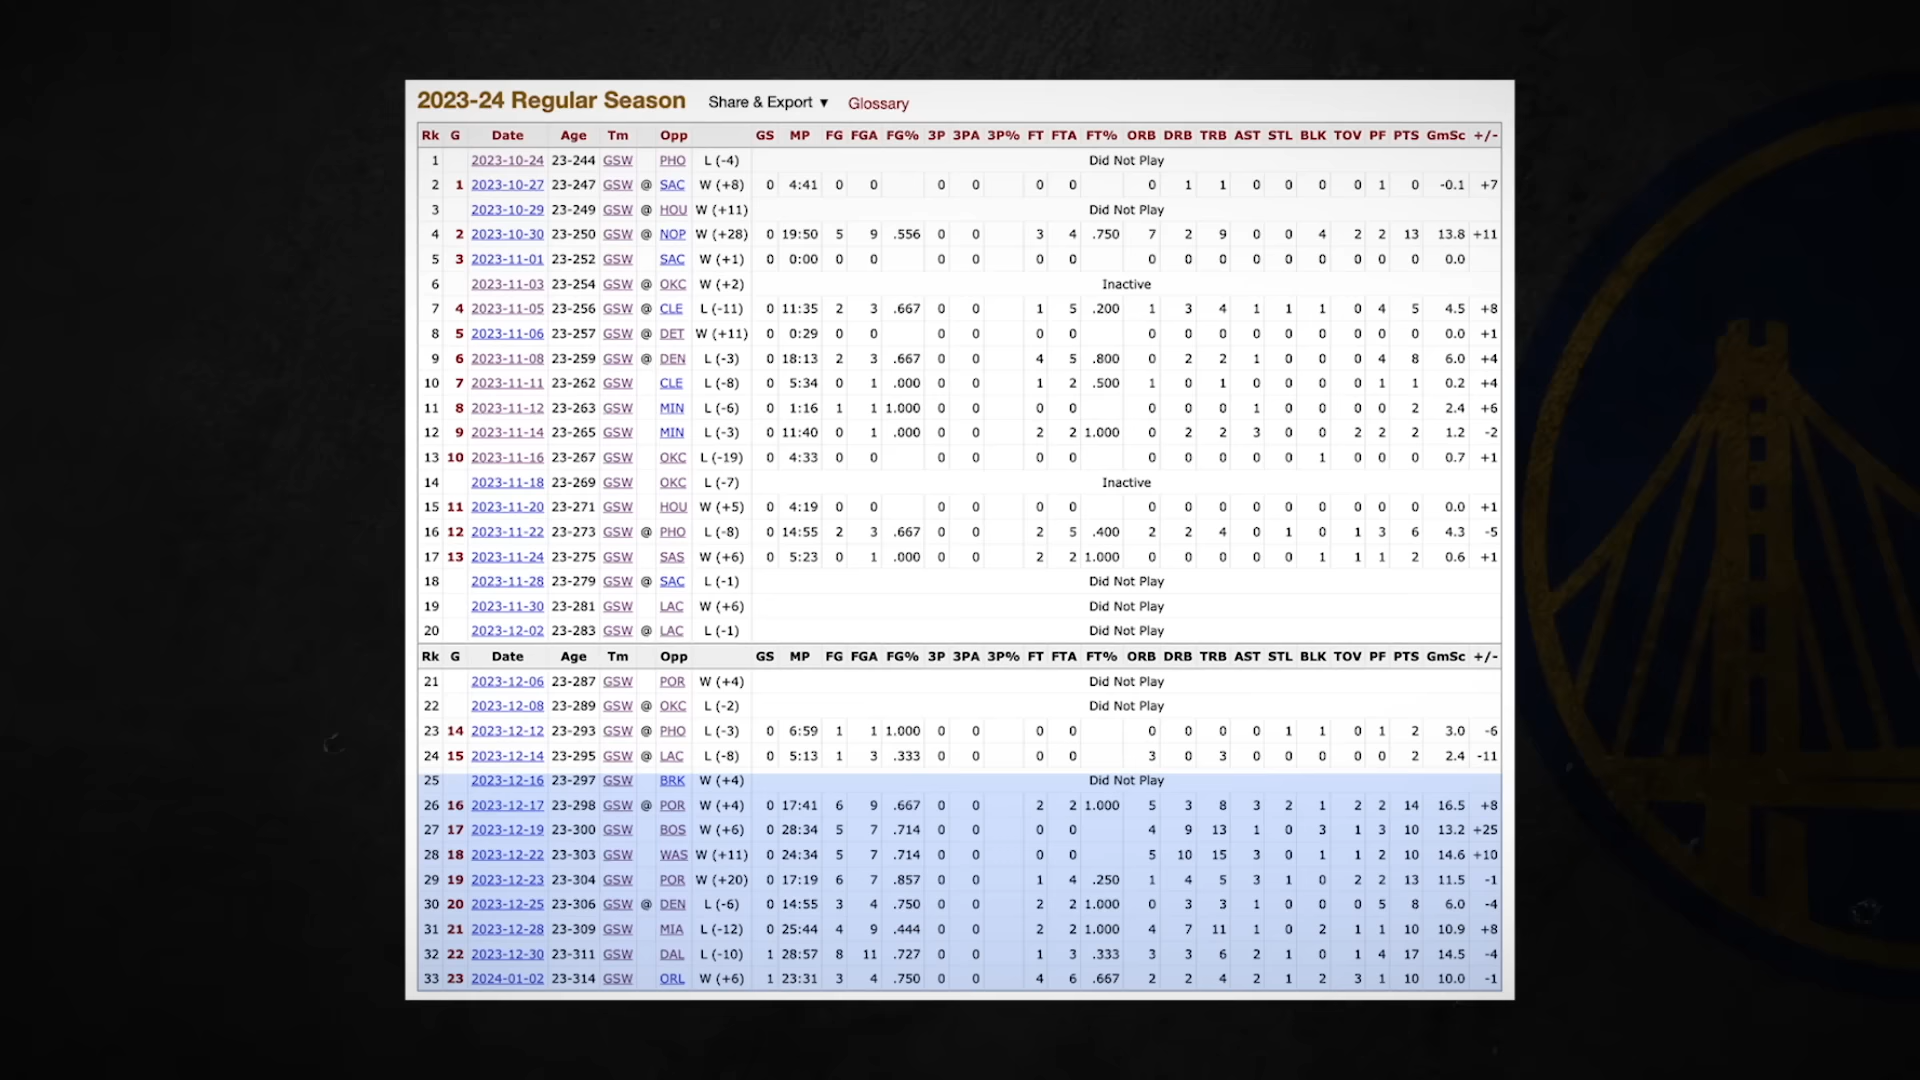 2023-24 Regular Season Share & Export ▼ Glossary
Rk G Date Age Tm Opp GS MP FG FGA FG% 3P 3PA 3P% FT FTA FT% ORB DRB TRB AST STL BLK TOV PF PTS GmSc +/-
1 2023-10-24 23-244 GSW PHO L (-4) Did Not Play
2 1 2023-10-27 23-247 GSW @ SAC W (+8) 0 4:41 0 0 0 0 0 0 0 1 1 0 0 0 0 1 0 -0.1 +7
3 2023-10-29 23-249 GSW @ HOU W (+11) Did Not Play
4 2 2023-10-30 23-250 GSW @ NOP W (+28) 0 19:50 5 9 .556 0 0 3 4 .750 7 2 9 0 0 4 2 2 13 13.8 +11
5 3 2023-11-01 23-252 GSW SAC W (+1) 0 0:00 0 0 0 0 0 0 0 0 0 0 0 0 0 0 0 0.0
6 2023-11-03 23-254 GSW @ OKC W (+2) Inactive
7 4 2023-11-05 23-256 GSW @ CLE L (-11) 0 11:35 2 3 .667 0 0 1 5 .200 1 3 4 1 1 1 0 4 5 4.5 +8
8 5 2023-11-06 23-257 GSW @ DET W (+11) 0 0:29 0 0 0 0 0 0 0 0 0 0 0 0 0 0 0 0.0 +1
9 6 2023-11-08 23-259 GSW @ DEN L (-3) 0 18:13 2 3 .667 0 0 4 5 .800 0 2 2 1 0 0 0 4 8 6.0 +4
10 7 2023-11-11 23-262 GSW CLE L (-8) 0 5:34 0 1 .000 0 0 1 2 .500 1 0 1 0 0 0 0 1 1 0.2 +4
11 8 2023-11-12 23-263 GSW MIN L (-6) 0 1:16 1 1 1.000 0 0 0 0 0 0 0 1 0 0 0 0 2 2.4 +6
12 9 2023-11-14 23-265 GSW MIN L (-3) 0 11:40 0 1 .000 0 0 2 2 1.000 0 2 2 3 0 0 2 2 2 1.2 -2
13 10 2023-11-16 23-267 GSW OKC L (-19) 0 4:33 0 0 0 0 0 0 0 0 0 0 0 1 0 0 0 0.7 +1
14 2023-11-18 23-269 GSW OKC L (-7) Inactive
15 11 2023-11-20 23-271 GSW HOU W (+5) 0 4:19 0 0 0 0 0 0 0 0 0 0 0 0 0 0 0 0.0 +1
16 12 2023-11-22 23-273 GSW @ PHO L (-8) 0 14:55 2 3 .667 0 0 2 5 .400 2 2 4 0 1 0 1 3 6 4.3 -5
17 13 2023-11-24 23-275 GSW SAS W (+6) 0 5:23 0 1 .000 0 0 2 2 1.000 0 0 0 0 0 1 1 1 2 0.6 +1
18 2023-11-28 23-279 GSW @ SAC L (-1) Did Not Play
19 2023-11-30 23-281 GSW LAC W (+6) Did Not Play
20 2023-12-02 23-283 GSW @ LAC L (-1) Did Not Play
Rk G Date Age Tm Opp GS MP FG FGA FG% 3P 3PA 3P% FT FTA FT% ORB DRB TRB AST STL BLK TOV PF PTS GmSc +/-
21 2023-12-06 23-287 GSW POR W (+4) Did Not Play
22 2023-12-08 23-289 GSW @ OKC L (-2) Did Not Play
23 14 2023-12-12 23-293 GSW @ PHO L (-3) 0 6:59 1 1 1.000 0 0 0 0 0 0 0 0 1 1 0 1 2 3.0 -6
24 15 2023-12-14 23-295 GSW @ LAC L (-8) 0 5:13 1 3 .333 0 0 0 0 3 0 3 0 0 0 0 0 2 2.4 -11
25 2023-12-16 23-297 GSW BRK W (+4) Did Not Play
26 16 2023-12-17 23-298 GSW @ POR W (+4) 0 17:41 6 9 .667 0 0 2 2 1.000 5 3 8 3 2 1 2 2 14 16.5 +8
27 17 2023-12-19 23-300 GSW BOS W (+6) 0 28:34 5 7 .714 0 0 0 0 4 9 13 1 0 3 1 3 10 13.2 +25
28 18 2023-12-22 23-303 GSW WAS W (+11) 0 24:34 5 7 .714 0 0 0 0 5 10 15 3 0 1 1 2 10 14.6 +10
29 19 2023-12-23 23-304 GSW POR W (+20) 0 17:19 6 7 .857 0 0 1 4 .250 1 4 5 3 1 0 2 2 13 11.5 -1
30 20 2023-12-25 23-306 GSW @ DEN L (-6) 0 14:55 3 4 .750 0 0 2 2 1.000 0 3 3 1 0 0 0 5 8 6.0 -4
31 21 2023-12-28 23-309 GSW MIA L (-12) 0 25:44 4 9 .444 0 0 2 2 1.000 4 7 11 1 0 2 1 1 10 10.9 +8
32 22 2023-12-30 23-311 GSW DAL L (-10) 1 28:57 8 11 .727 0 0 1 3 .333 3 3 6 2 1 0 1 4 17 14.5 -4
33 23 2024-01-02 23-314 GSW ORL W (+6) 1 23:31 3 4 .750 0 0 4 6 .667 2 2 4 2 1 2 3 1 10 10.0 -1